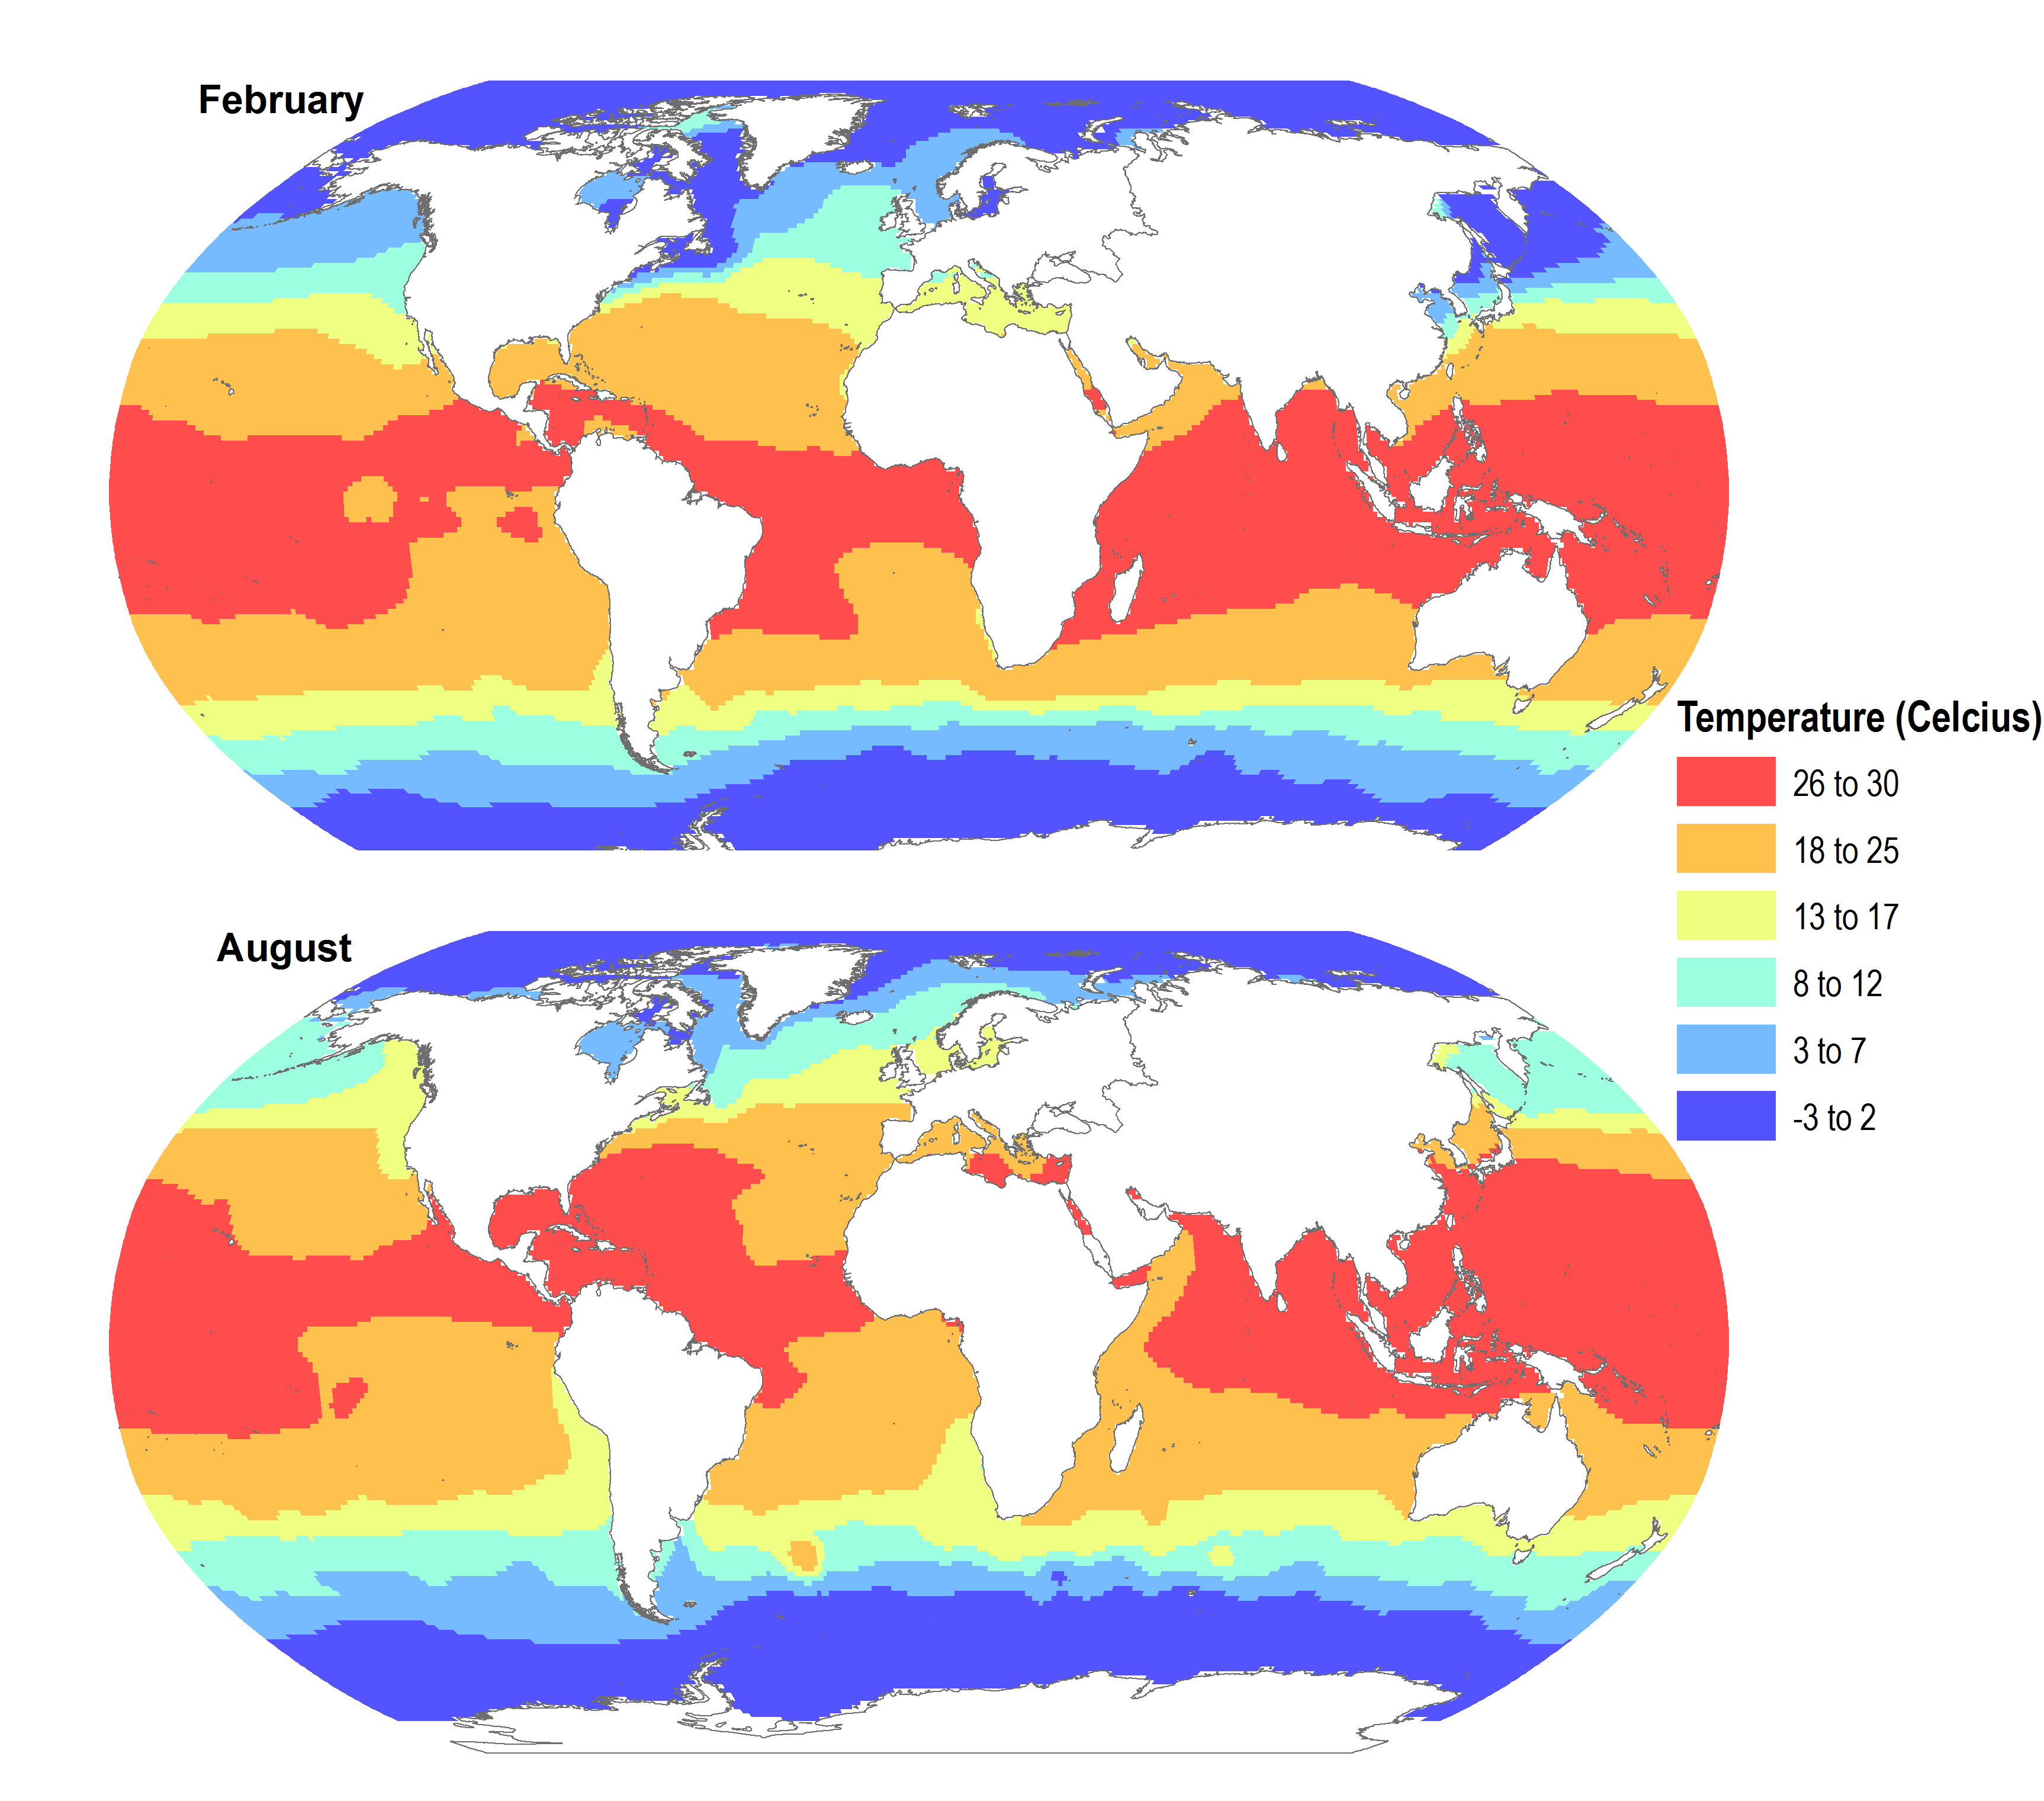 February
August
Temperature (Celcius)
26 to 30
18 to 25
13 to 17
8 to 12
3 to 7
-3 to 2